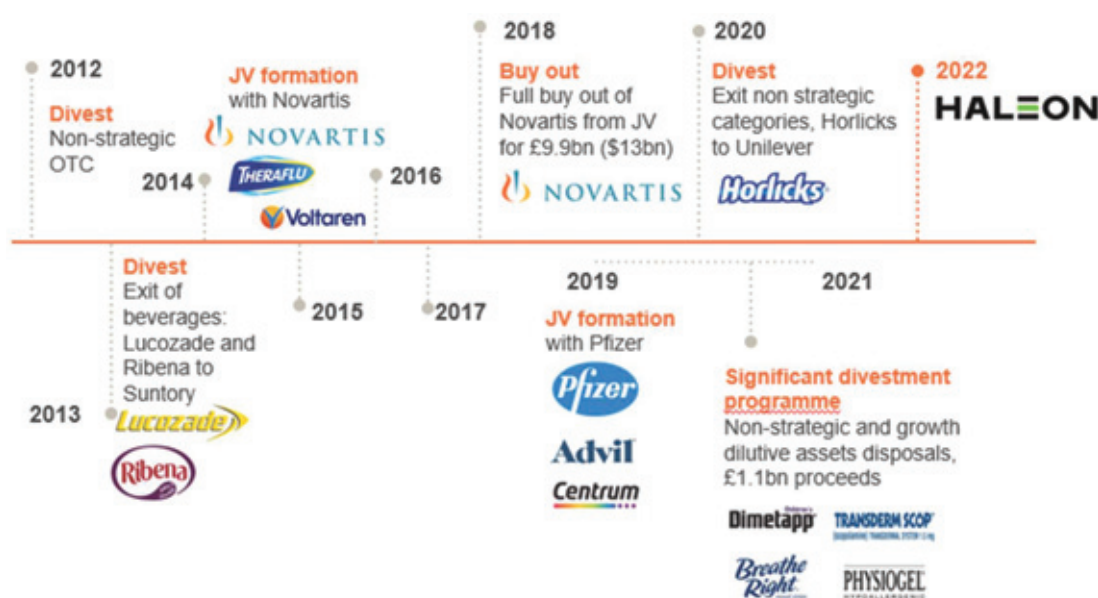 2012
Divest
Non-strategic
OTC
2014
JV formation
with Novartis
NOVARTIS
THERAFLU
Voltaren
2016
2018
Buy out
Full buy out of
Novartis from JV
for £9.9bn ($13bn)
NOVARTIS
2020
Divest
Exit non strategic
categories, Horlicks
to Unilever
Horlicks
2022
HALEON
2013
Divest
Exit of
beverages:
Lucozade and
Ribena to
Suntory
Lucozade
Ribena
2015
2017
2019
JV formation
with Pfizer
Pfizer
Advil
Centrum
2021
Significant divestment
programme
Non-strategic and growth
dilutive assets disposals,
£1.1bn proceeds
Dimetapp
TRANSDERM SCOP
Breathe
Right
PHYSIOGEL